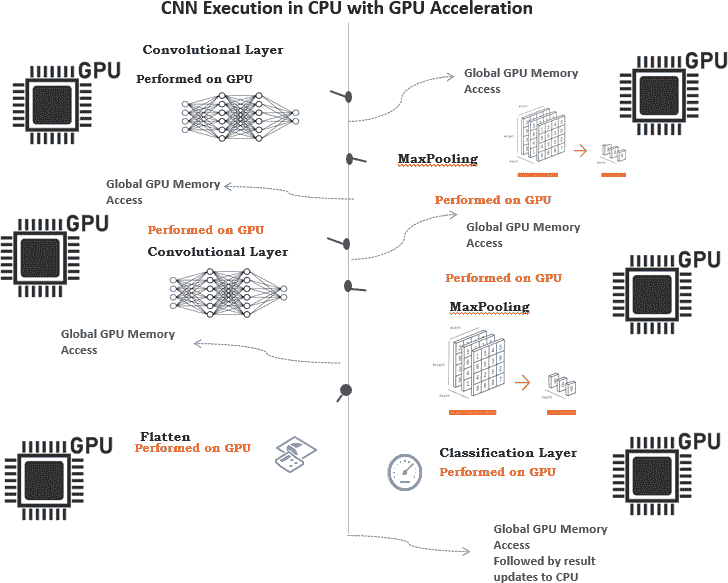 CNN Execution in CPU with GPU Acceleration
Convolutional Layer
GPU
Performed on GPU
Global GPU Memory
Access
GPU
MaxPooling
Global GPU Memory
Access
Performed on GPU
GPU
Performed on GPU
Convolutional Layer
Global GPU Memory
Access
GPU
Performed on GPU
MaxPooling
Global GPU Memory
Access
Flatten
Performed on GPU
GPU
Classification Layer
Performed on GPU
GPU
Global GPU Memory
Access
Followed by result
updates to CPU